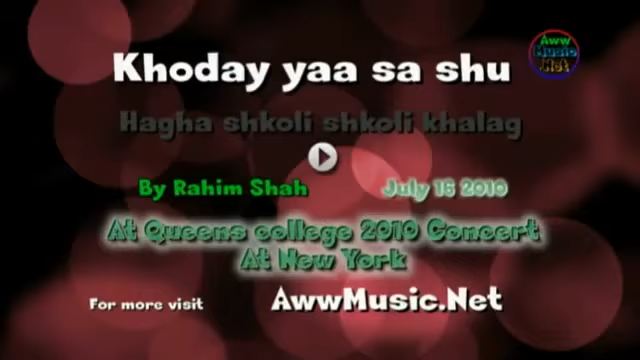 Khoday yaa sa shu
Aww
Music
.Net
Hagha shkoli shkoli khalag
By Rahim Shah July 16 2010
At Queens college 2010 Concert
At New York
For more visit AwwMusic.Net